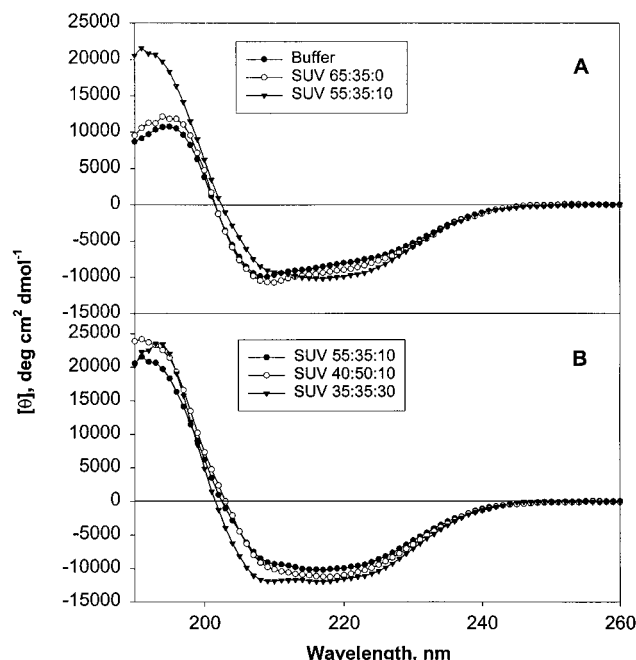 25000
20000
15000
10000
5000
0
-5000
-10000
-15000
Buffer
SUV 65:35:0
SUV 55:35:10
A
25000
20000
15000
10000
5000
0
-5000
-10000
-15000
SUV 55:35:10
SUV 40:50:10
SUV 35:35:30
B
[θ], deg cm² dmol⁻¹
200
220
240
260
Wavelength, nm